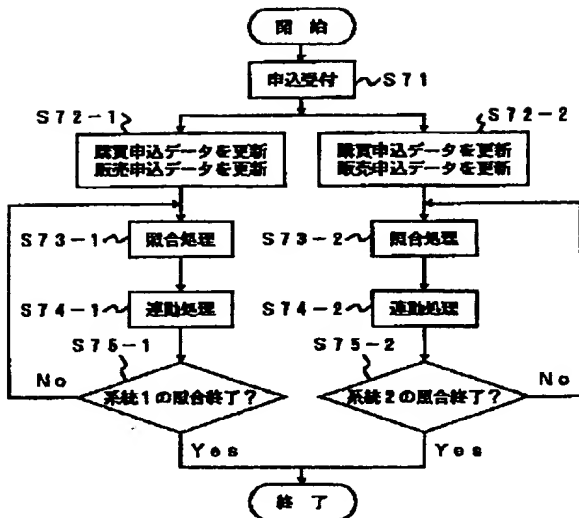 開 始
申込受付
S71
S72-1
S72-2
購買申込データを更新
販売申込データを更新
購買申込データを更新
販売申込データを更新
S73-1
照合処理
S73-2
照合処理
S74-1
連動処理
S74-2
連動処理
S75-1
S75-2
No
系統1の照合終了?
系統2の照合終了?
No
Yes
Yes
終 了